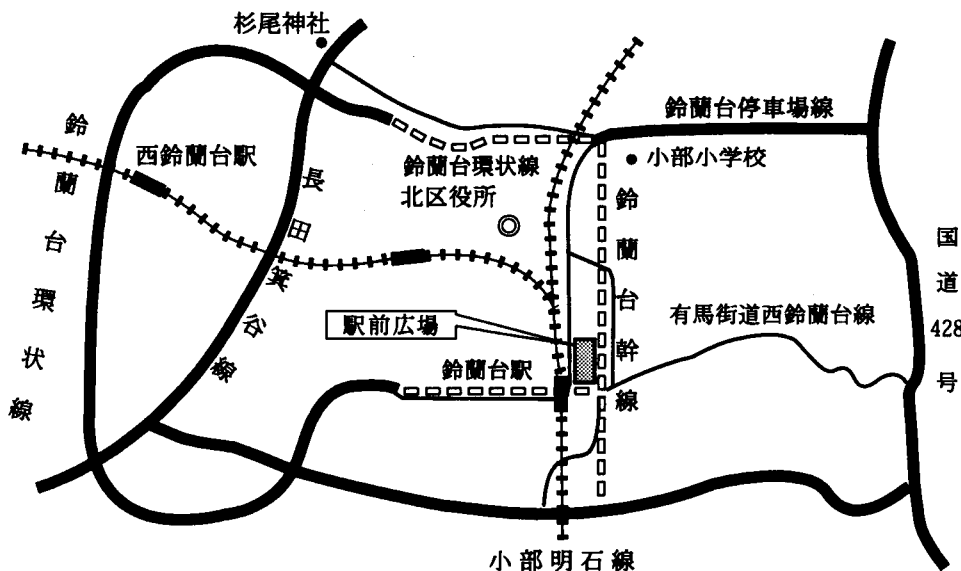 杉尾神社
鈴蘭台停車場線
鈴蘭台環状線
西鈴蘭台駅
長田箕谷線
鈴蘭台環状線
北区役所
小部小学校
鈴蘭台幹線
国道428号
有馬街道西鈴蘭台線
駅前広場
鈴蘭台駅
小部明石線